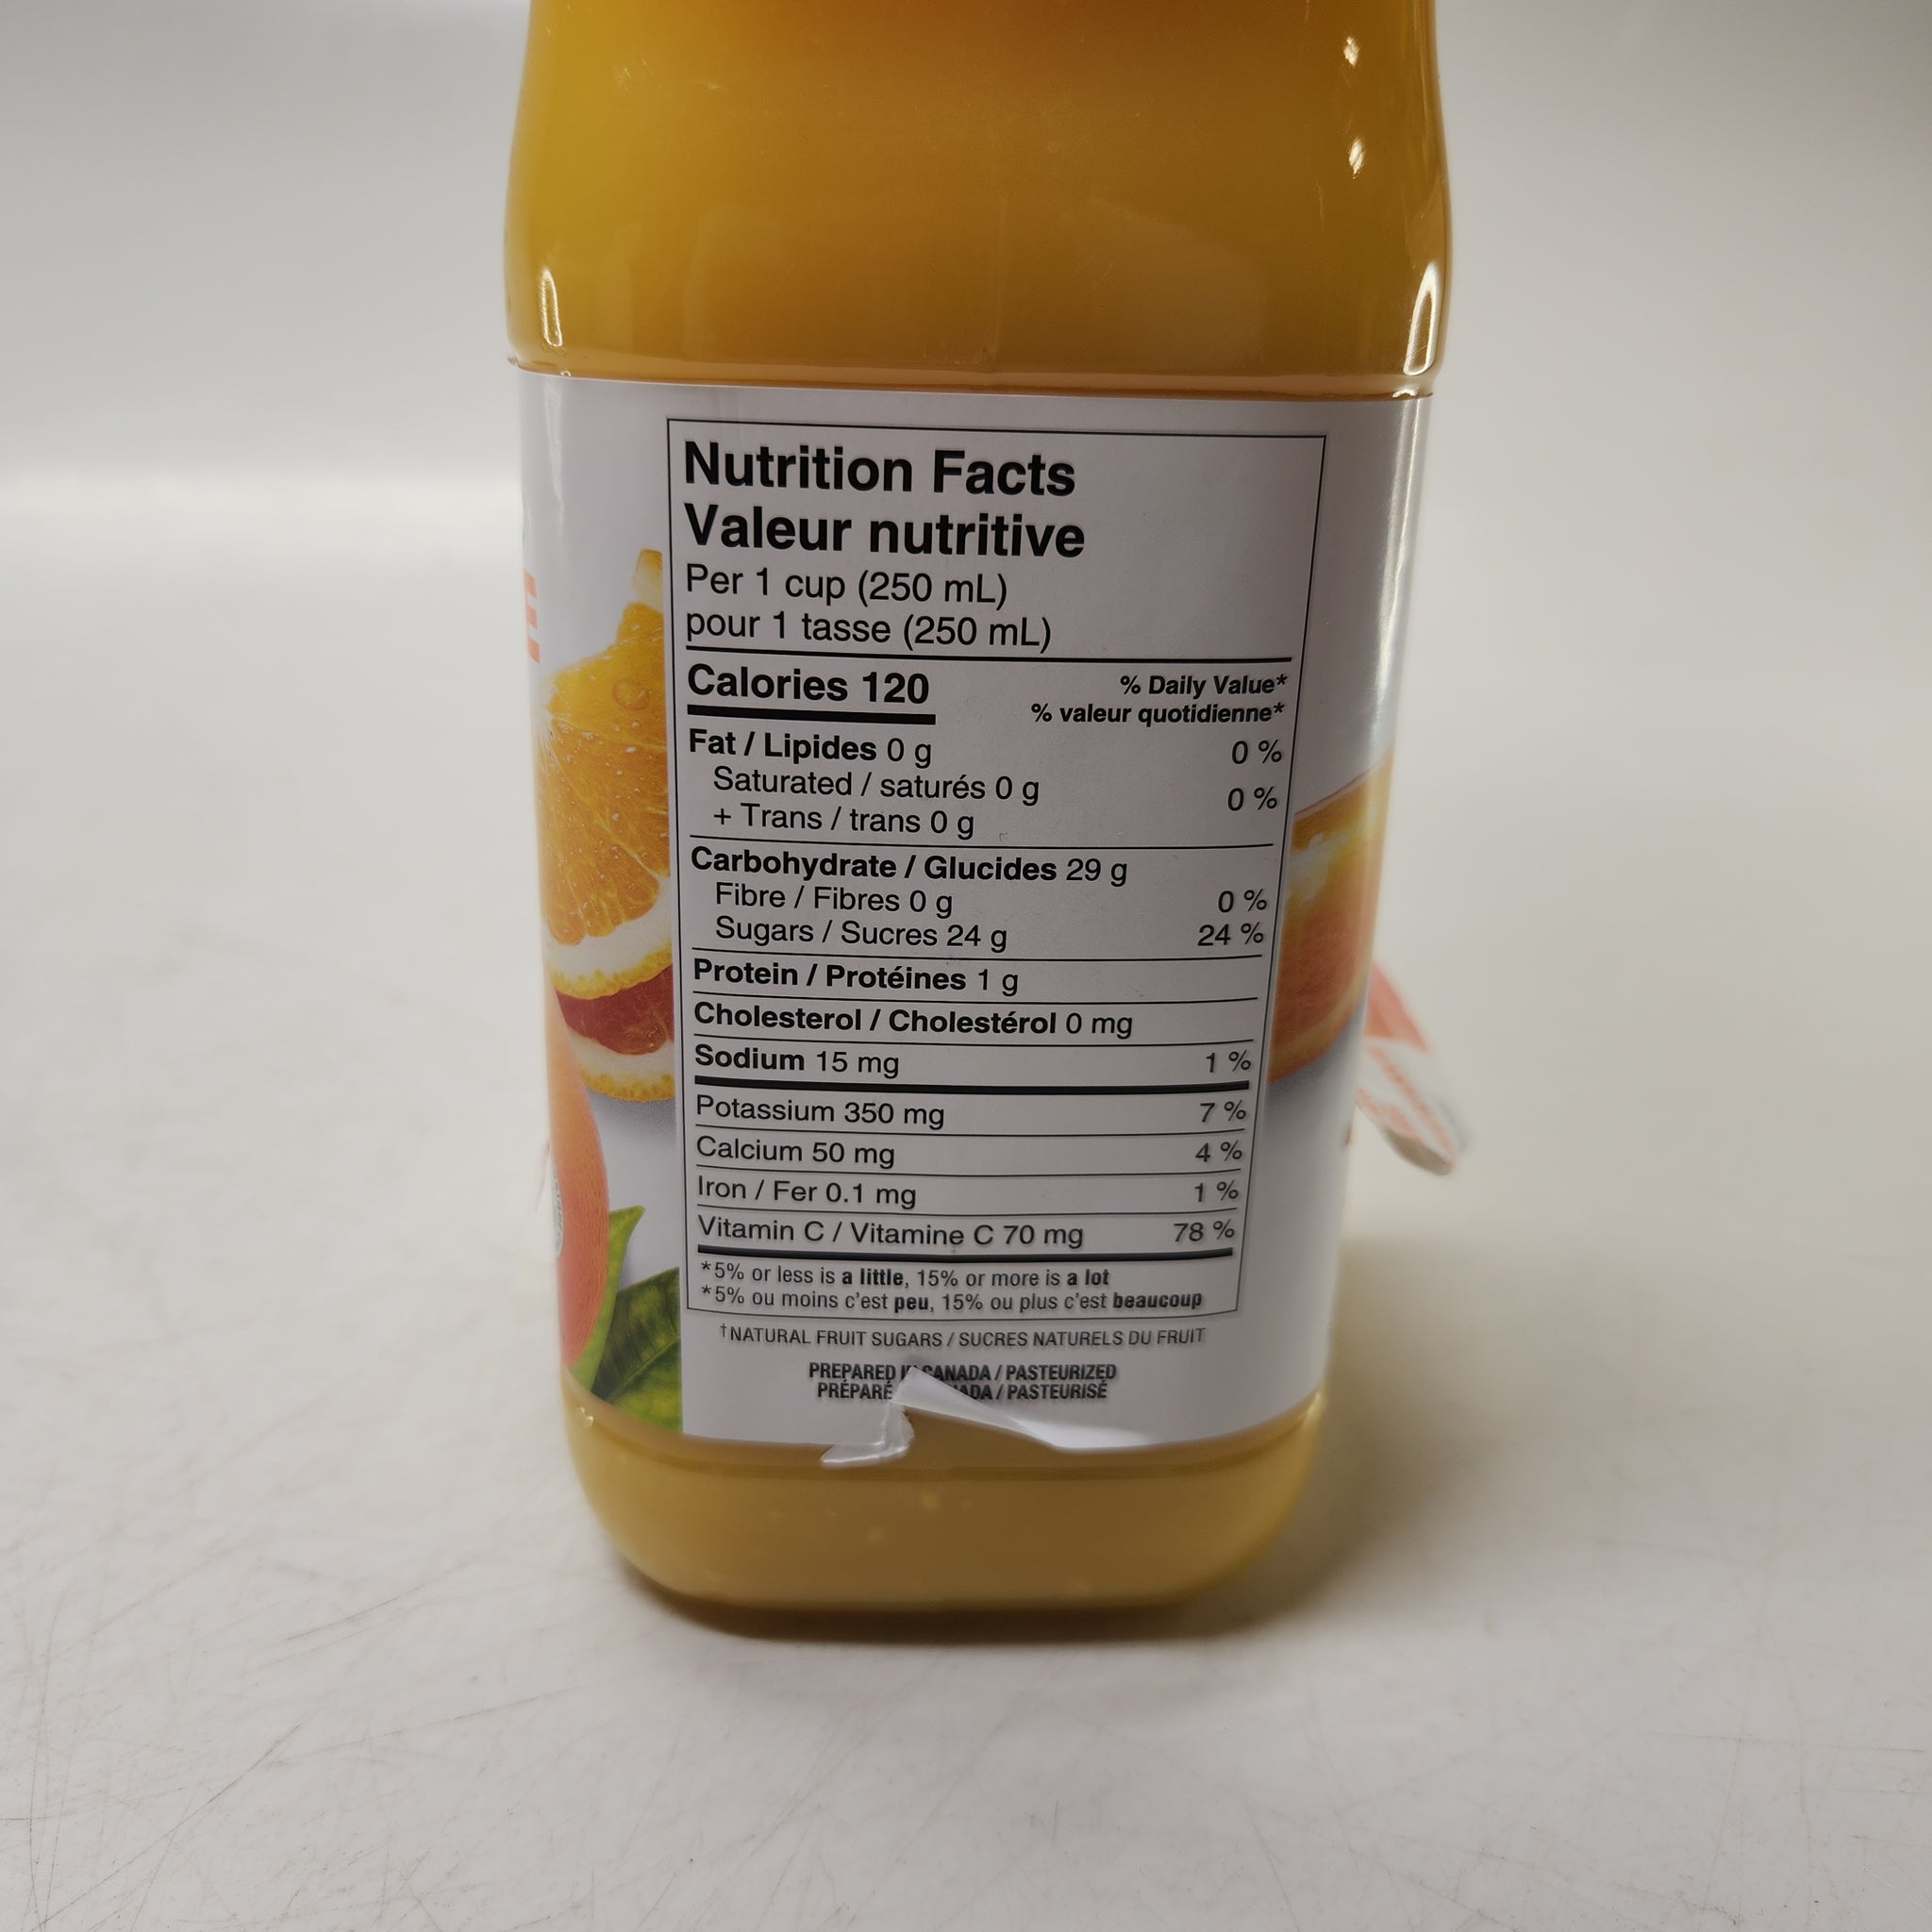 Nutrition Facts
Valeur nutritive
Per 1 cup (250 mL)
pour 1 tasse (250 mL)
Calories 120
% Daily Value*
% valeur quotidienne*
Fat / Lipides 0 g 0 %
Saturated / saturés 0 g
+ Trans / trans 0 g 0 %
Carbohydrate / Glucides 29 g
Fibre / Fibres 0 g 0 %
Sugars / Sucres 24 g 24 %
Protein / Protéines 1 g
Cholesterol / Cholestérol 0 mg
Sodium 15 mg 1 %
Potassium 350 mg 7 %
Calcium 50 mg 4 %
Iron / Fer 0.1 mg 1 %
Vitamin C / Vitamine C 70 mg 78 %
*5% or less is a little, 15% or more is a lot
*5% ou moins c'est peu, 15% ou plus c'est beaucoup
†NATURAL FRUIT SUGARS / SUCRES NATURELS DU FRUIT
PREPARED CANADA / PASTEURIZED
PRÉPARÉ / PASTEURISÉ